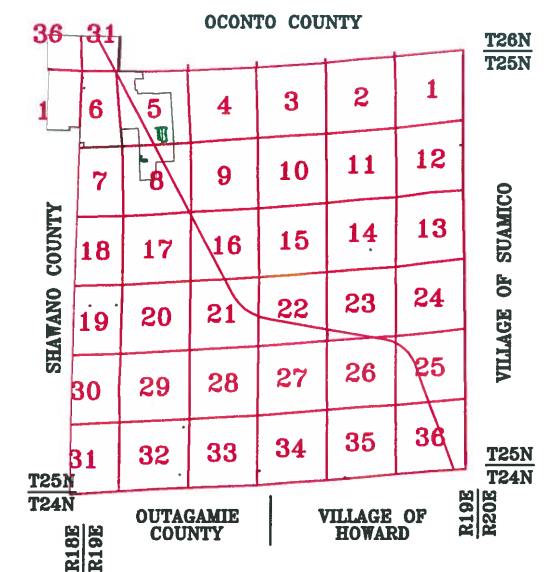 OCONTO COUNTY
36 31
T26N
T25N
1 6 5 4 3 2 1
7 8 9 10 11 12
18 17 16 15 14 13
19 20 21 22 23 24
30 29 28 27 26 25
31 32 33 34 35 36
SHAWANO COUNTY
VILLAGE OF SUAMICO
T25N
T24N
T25N
T24N
R18E
R19E
OUTAGAMIE
COUNTY
VILLAGE OF
HOWARD
R19E
R20E